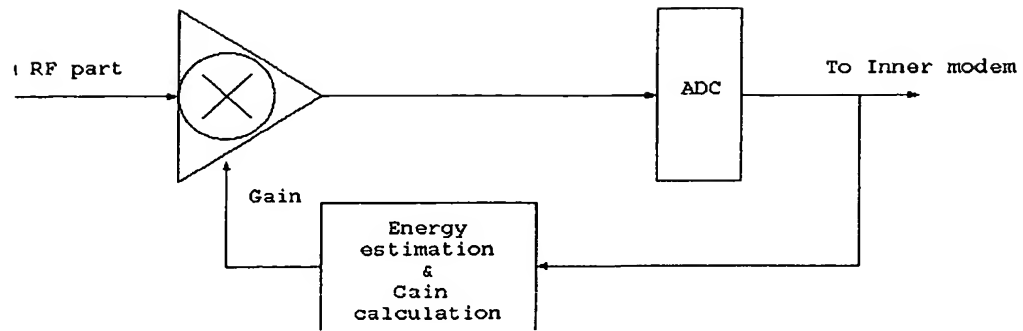 RF part
ADC
To Inner modem
Gain
Energy
estimation
&
Gain
calculation